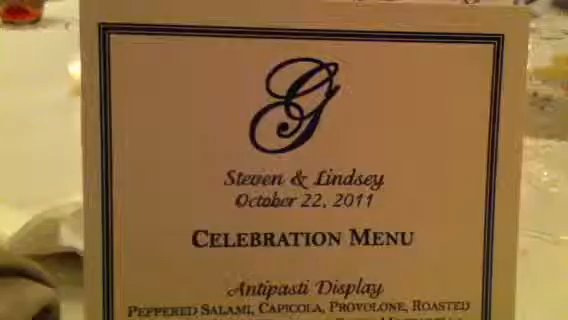 G
Steven & Lindsey
October 22, 2011
CELEBRATION MENU
Antipasti Display
PEPPERED SALAMI, CAPICOLA, PROVOLONE, ROASTED